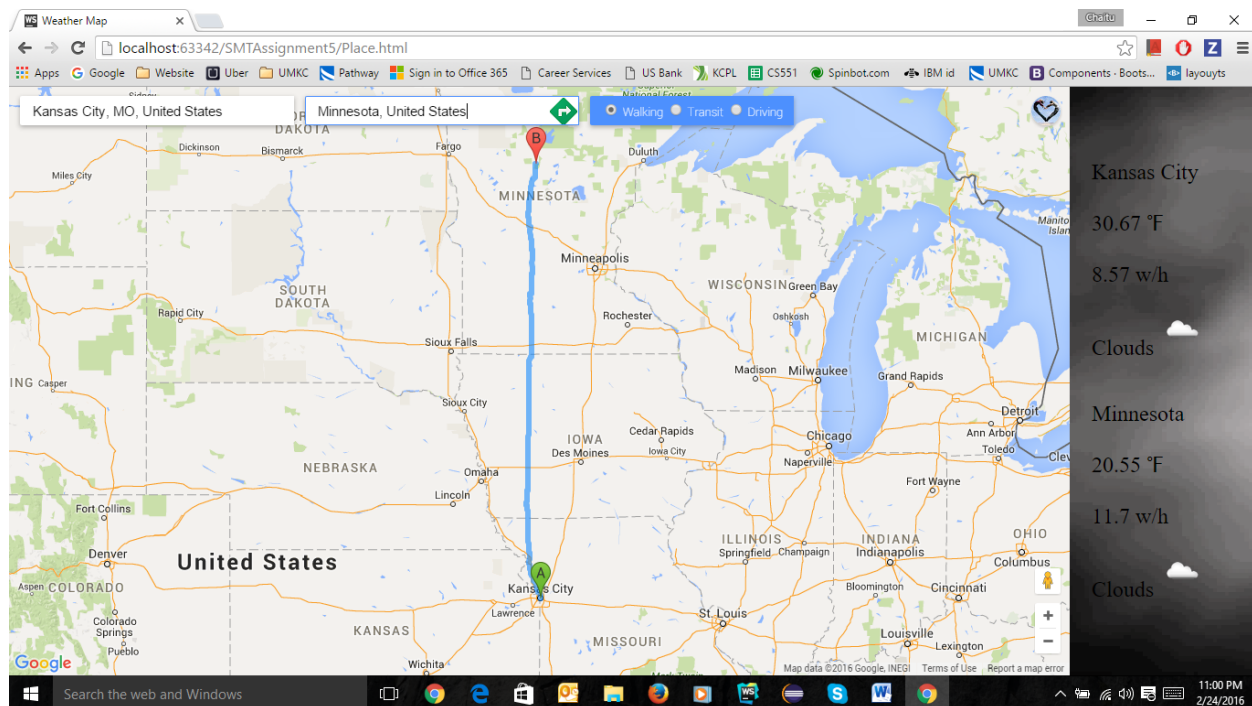 Weather Map
Chaitu
localhost:63342/SMTAssignment5/Place.html
Apps Google Website Uber UMKC Pathway Sign in to Office 365 Career Services US Bank KCPL CS551 Spinbot.com IBM id UMKC Components - Boots... layouyts
Kansas City, MO, United States
Minnesota, United States
Walking Transit Driving
National Forest
DAKOTA
Dickinson
Bismarck
Fargo
B
Duluth
Miles City
MINNESOTA
Manito
Islan
Minneapolis
WISCONSIN
Green Bay
SOUTH
DAKOTA
Rapid City
Rochester
Oshkosh
MICHIGAN
Sioux Falls
Madison
Milwaukee
Grand Rapids
ING
Casper
Sioux City
Detroit
Cedar Rapids
Ann Arbor
IOWA
Iowa City
Chicago
Toledo
Des Moines
Naperville
Clev
NEBRASKA
Omaha
Lincoln
Fort Wayne
Fort Collins
ILLINOIS
INDIANA
OHIO
Springfield
Champaign
Indianapolis
Denver
United States
Columbus
A
Aspen
COLORADO
Kansas City
Bloomington
Cincinnati
Lawrence
St. Louis
Colorado
Springs
KANSAS
MISSOURI
Louisville
Pueblo
Lexington
Wichita
Google
Map data ©2016 Google, INEGI Terms of Use Report a map error
+
−
Kansas City
30.67 °F
8.57 w/h
Clouds
Minnesota
20.55 °F
11.7 w/h
Clouds
Search the web and Windows
11:00 PM
2/24/2016